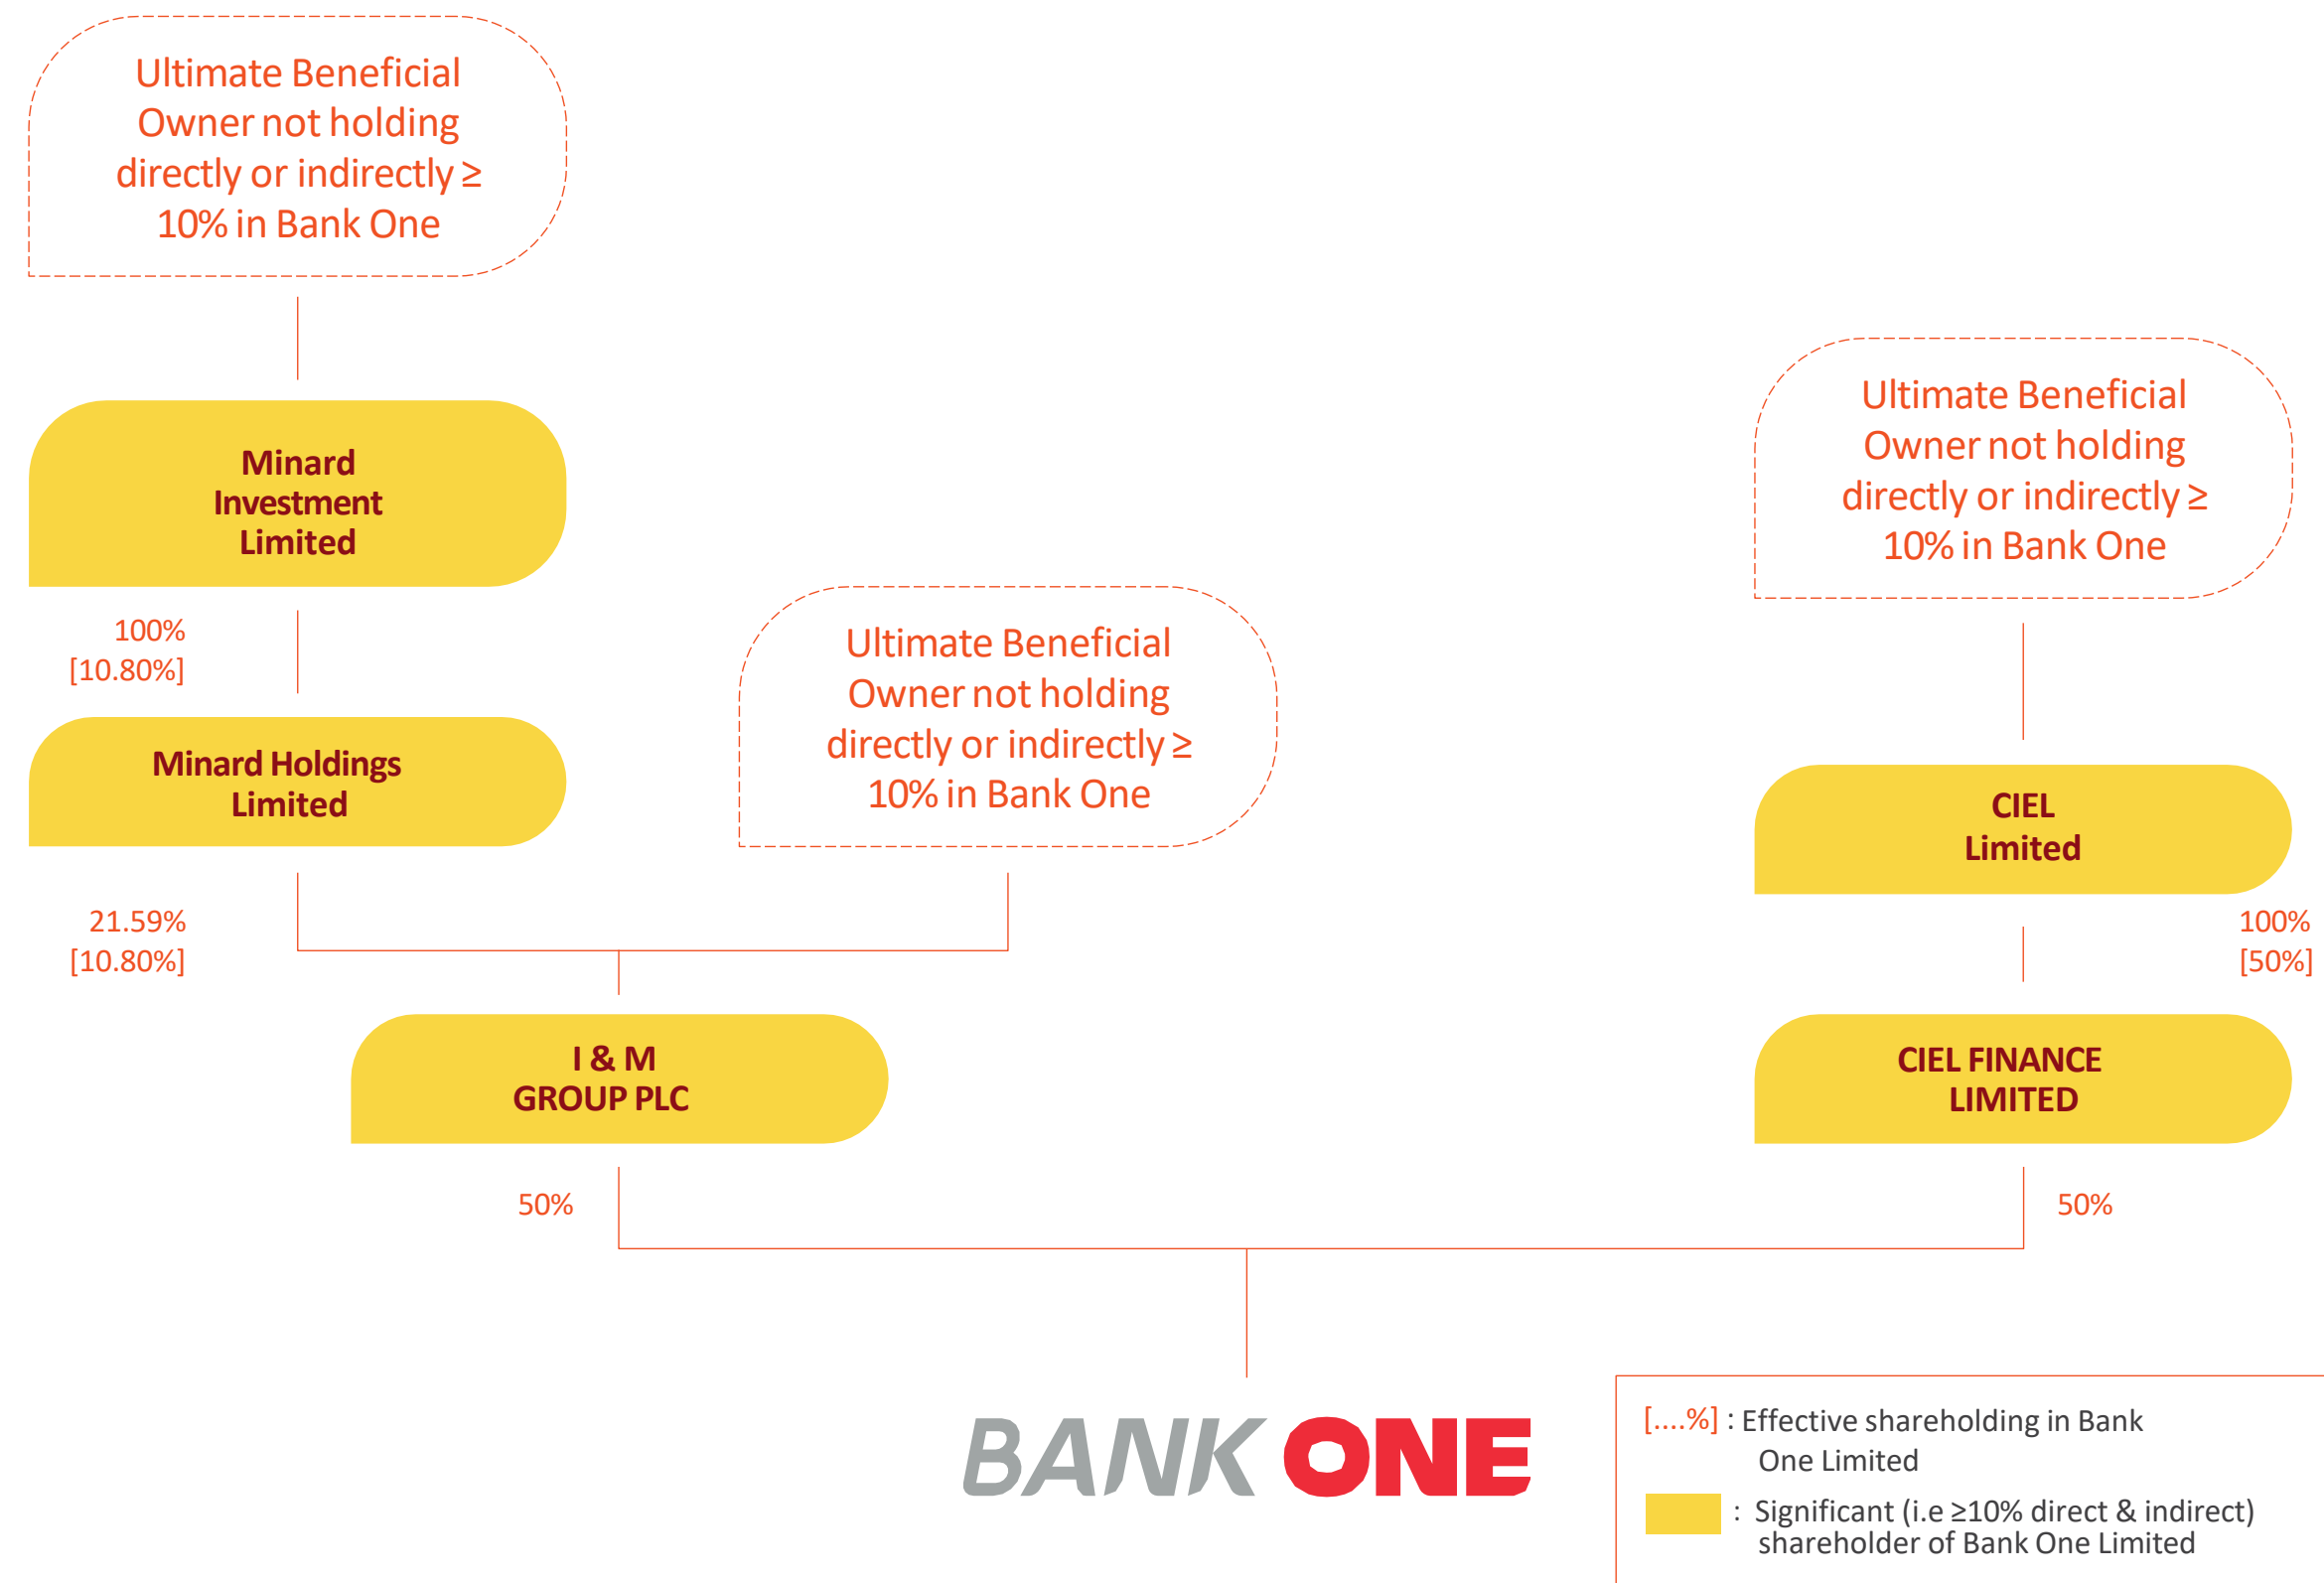 Ultimate Beneficial
Owner not holding
directly or indirectly ≥
10% in Bank One
Minard
Investment
Limited
100%
[10.80%]
Minard Holdings
Limited
21.59%
[10.80%]
Ultimate Beneficial
Owner not holding
directly or indirectly ≥
10% in Bank One
I & M
GROUP PLC
50%
Ultimate Beneficial
Owner not holding
directly or indirectly ≥
10% in Bank One
CIEL
Limited
100%
[50%]
CIEL FINANCE
LIMITED
50%
BANK ONE
[....%] : Effective shareholding in Bank
One Limited
: Significant (i.e ≥10% direct & indirect)
shareholder of Bank One Limited